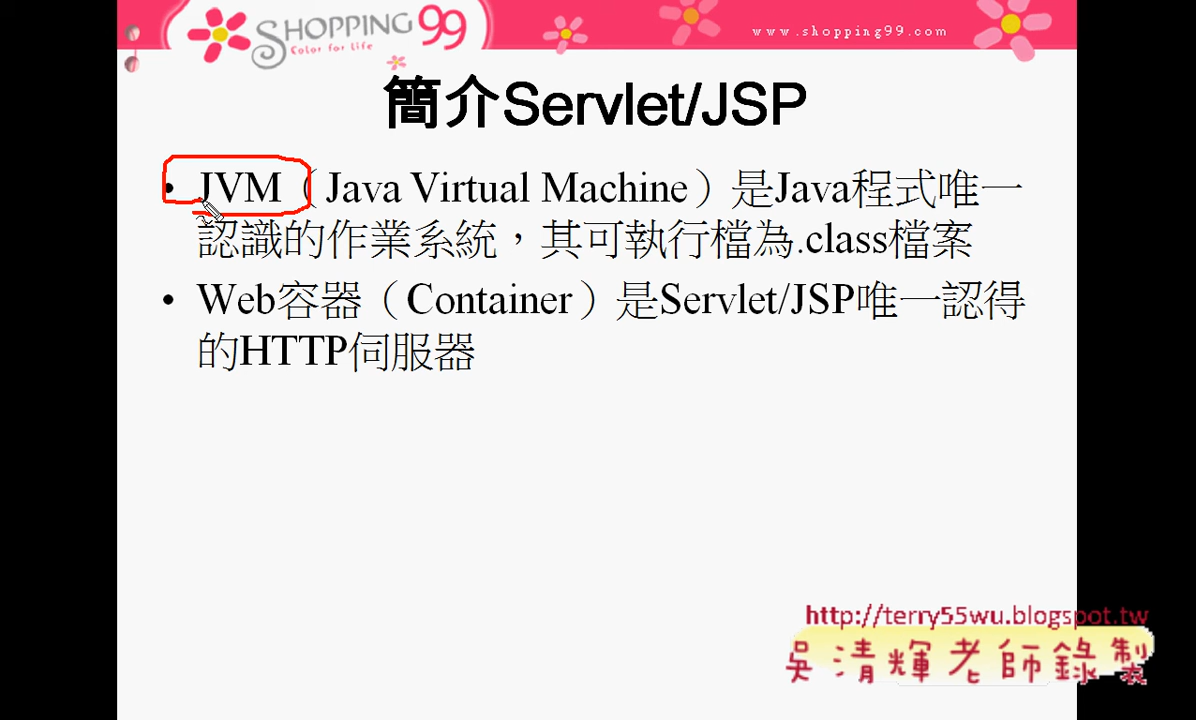 SHOPPING 99
Color for Life
www.shopping99.com
簡介Servlet/JSP
• JVM（Java Virtual Machine）是Java程式唯一
認識的作業系統，其可執行檔為.class檔案
• Web容器（Container）是Servlet/JSP唯一認得
的HTTP伺服器
http://terry55wu.blogspot.tw
吳清輝老師錄製